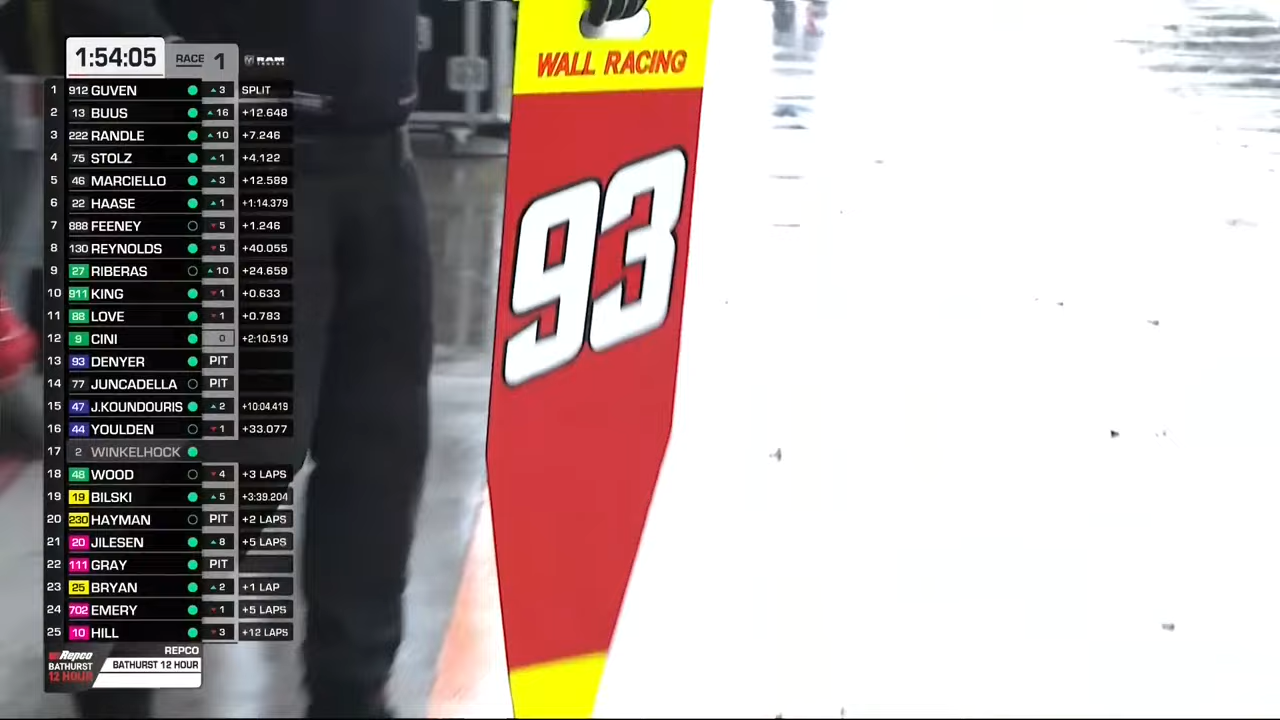 WALL RACING
93
1:54:05 RACE 1 RAM
1 912 GUVEN 3 SPLIT
2 13 BUUS 16 +12.648
3 222 RANDLE 10 +7.246
4 75 STOLZ 1 +4.122
5 46 MARCIELLO 3 +12.589
6 22 HAASE 1 +1:14.379
7 888 FEENEY 5 +1.846
8 130 REYNOLDS 5 +40.055
9 27 RIBERAS 10 +24.659
10 911 KING 1 +0.633
11 88 LOVE 1 +0.783
12 9 CINI 0 +2:10.519
13 93 DENYER PIT
14 77 JUNCADELLA PIT
15 47 J.KOUNDOURIS 2 +10:04.419
16 44 YOULDEN 1 +33.077
17 2 WINKELHOCK
18 48 WOOD 4 +3 LAPS
19 19 BILSKI 5 +3:39.204
20 230 HAYMAN PIT +2 LAPS
21 20 JILESEN 8 +5 LAPS
22 111 GRAY PIT
23 25 BRYAN 2 +1 LAP
24 702 EMERY 1 +5 LAPS
25 10 HILL 3 +12 LAPS
Repco
BATHURST
12 HOUR
REPCO
BATHURST 12 HOUR